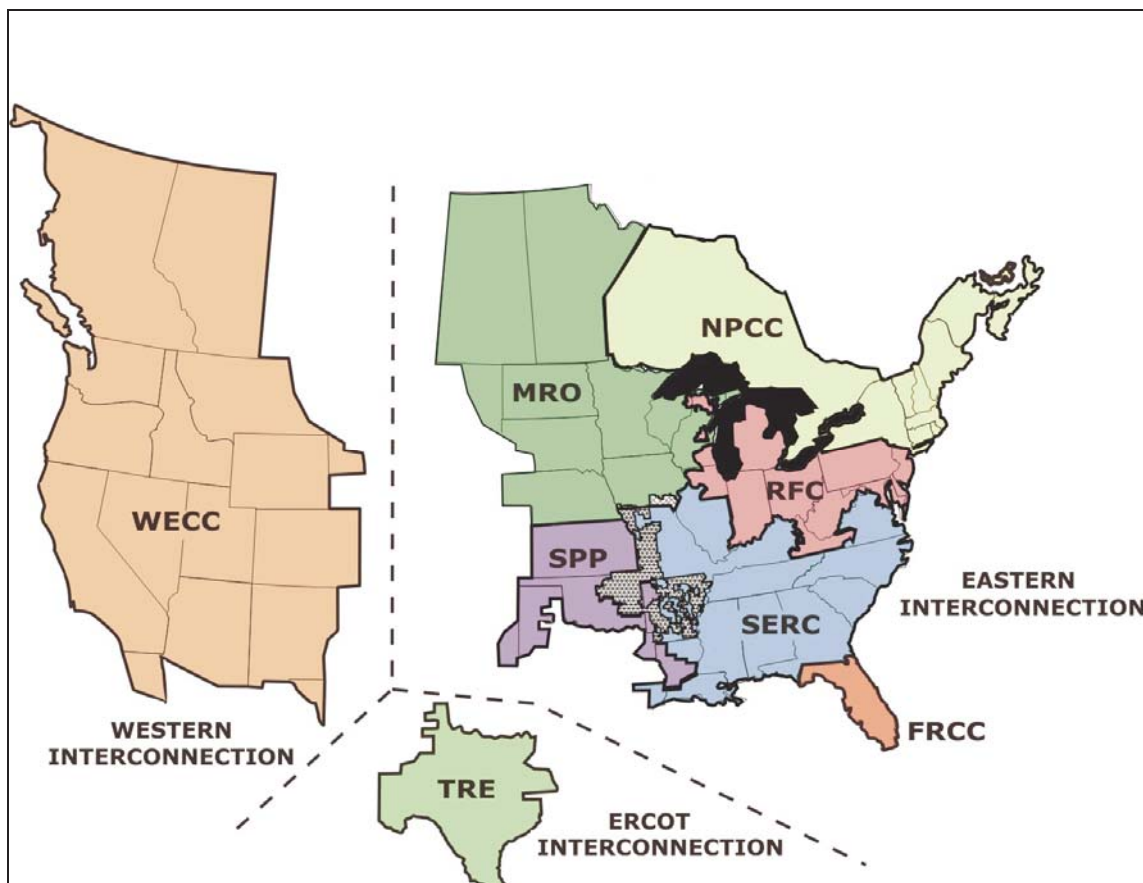 NPCC
MRO
RFC
WECC
SPP
EASTERN
INTERCONNECTION
SERC
WESTERN
INTERCONNECTION
FRCC
TRE
ERCOT
INTERCONNECTION